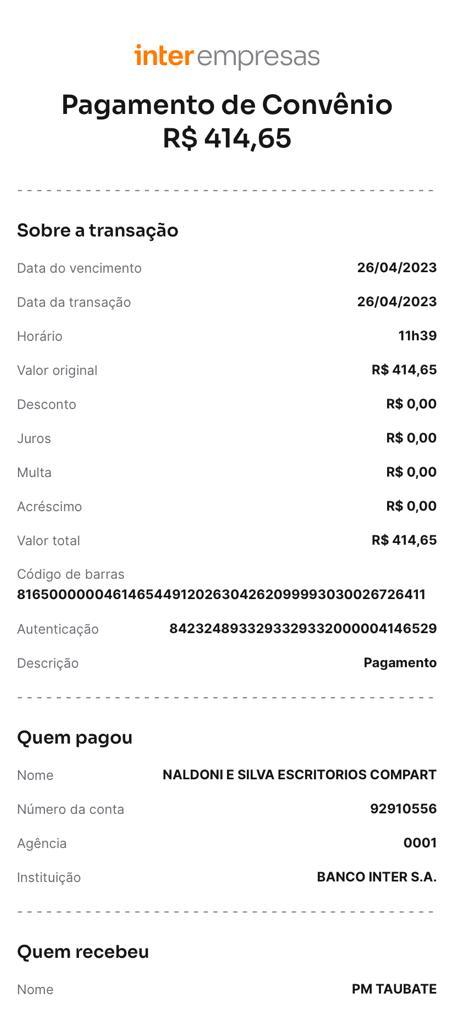 inter empresas
Pagamento de Convênio
R$ 414,65
Sobre a transação
Data do vencimento 26/04/2023
Data da transação 26/04/2023
Horário 11h39
Valor original R$ 414,65
Desconto R$ 0,00
Juros R$ 0,00
Multa R$ 0,00
Acréscimo R$ 0,00
Valor total R$ 414,65
Código de barras
816500000046146544912026304262099993030026726411
Autenticação 84232489332933293320000041465​29
Descrição Pagamento
Quem pagou
Nome NALDONI E SILVA ESCRITORIOS COMPART
Número da conta 92910556
Agência 0001
Instituição BANCO INTER S.A.
Quem recebeu
Nome PM TAUBATE